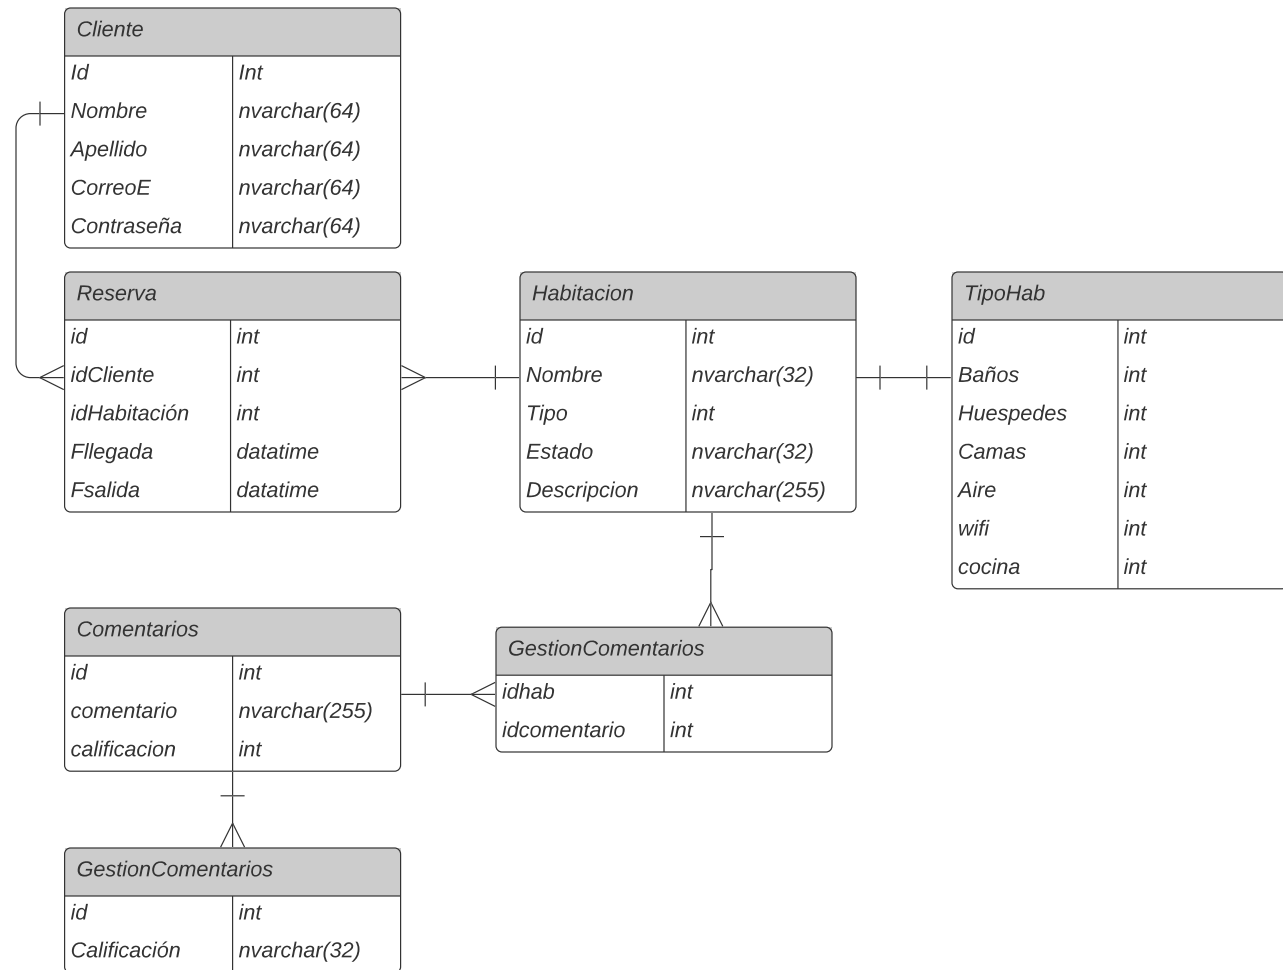 Cliente
Id Int
Nombre nvarchar(64)
Apellido nvarchar(64)
CorreoE nvarchar(64)
Contraseña nvarchar(64)
Reserva
id int
idCliente int
idHabitación int
Fllegada datatime
Fsalida datatime
Habitacion
id int
Nombre nvarchar(32)
Tipo int
Estado nvarchar(32)
Descripcion nvarchar(255)
TipoHab
id int
Baños int
Huespedes int
Camas int
Aire int
wifi int
cocina int
Comentarios
id int
comentario nvarchar(255)
calificacion int
GestionComentarios
idhab int
idcomentario int
GestionComentarios
id int
Calificación nvarchar(32)